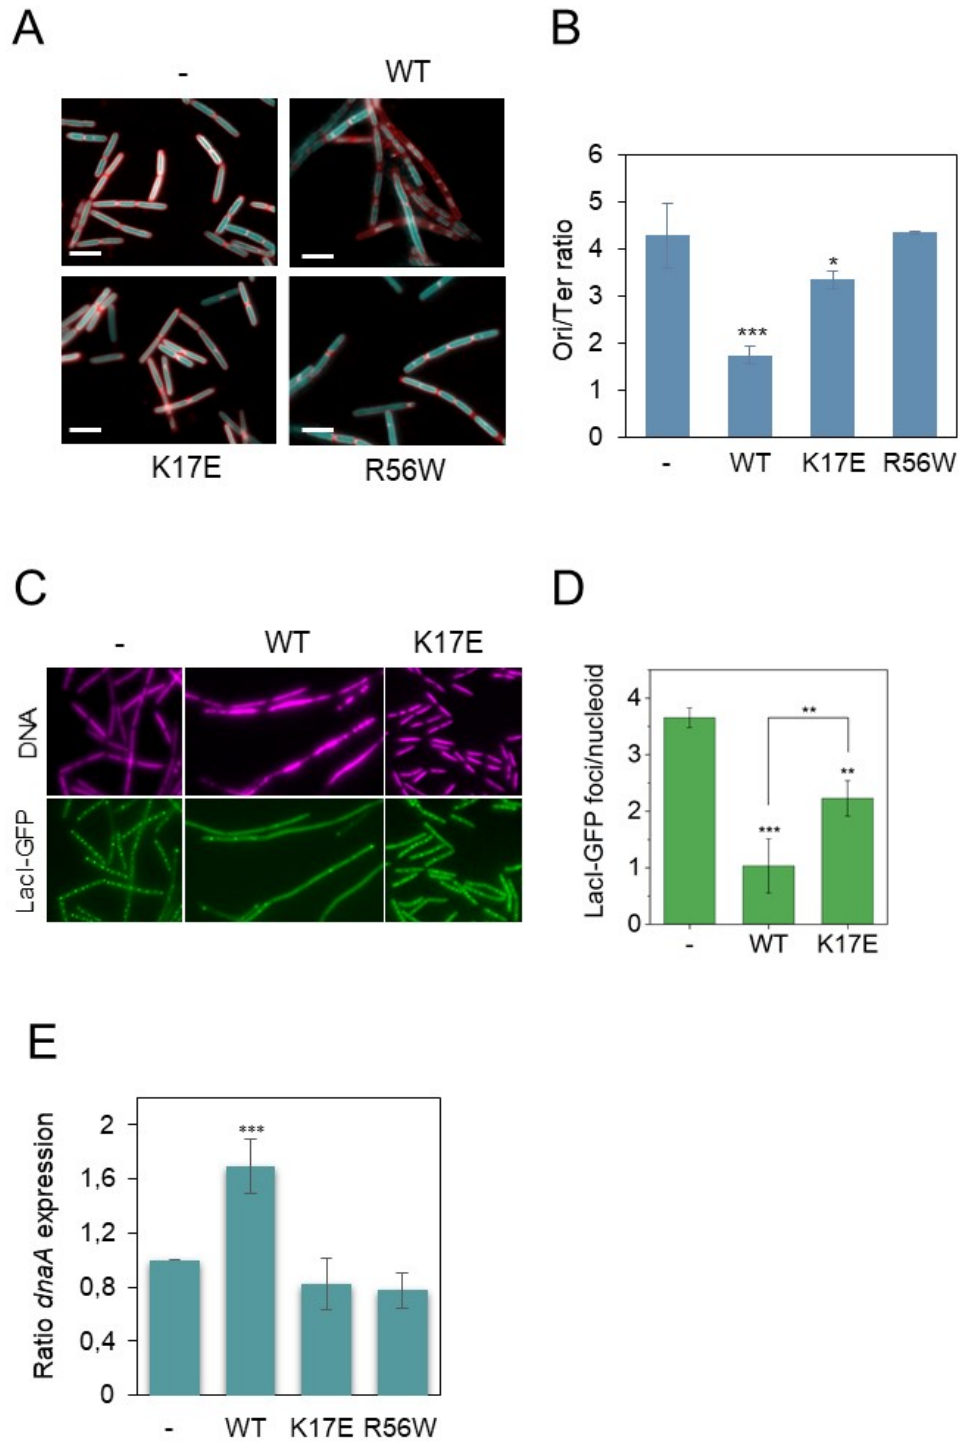 A
-
WT
K17E
R56W
B
Ori/Ter ratio
6
5
4
3
2
1
0
***
*
-
WT
K17E
R56W
C
-
WT
K17E
DNA
LacI-GFP
D
LacI-GFP foci/nucleoid
4
3
2
1
0
**
**
***
-
WT
K17E
E
Ratio dnaA expression
2
1,6
1,2
0,8
0,4
0
***
-
WT
K17E
R56W